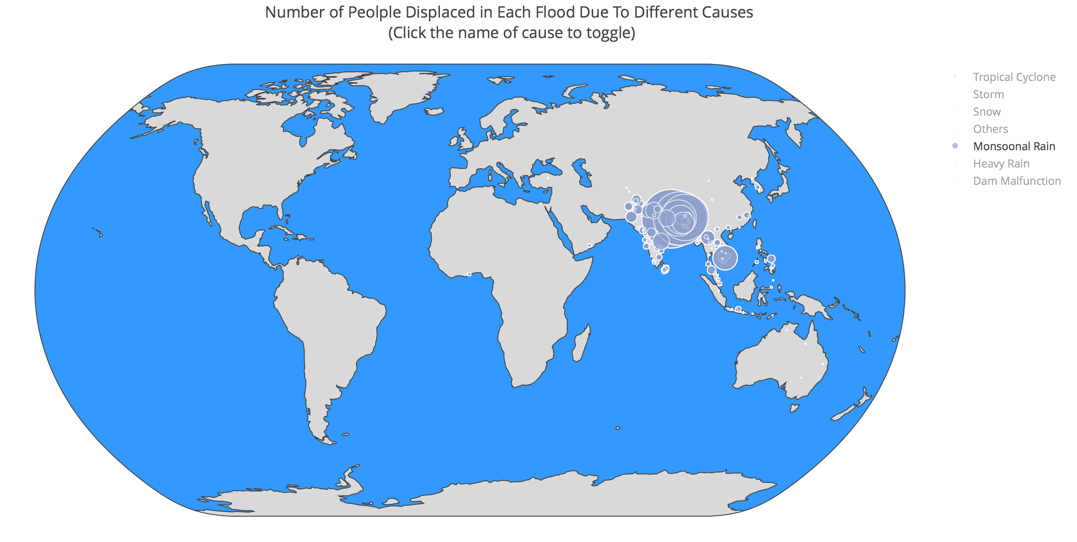 Number of Peolple Displaced in Each Flood Due To Different Causes
(Click the name of cause to toggle)
Tropical Cyclone
Storm
Snow
Others
Monsoonal Rain
Heavy Rain
Dam Malfunction